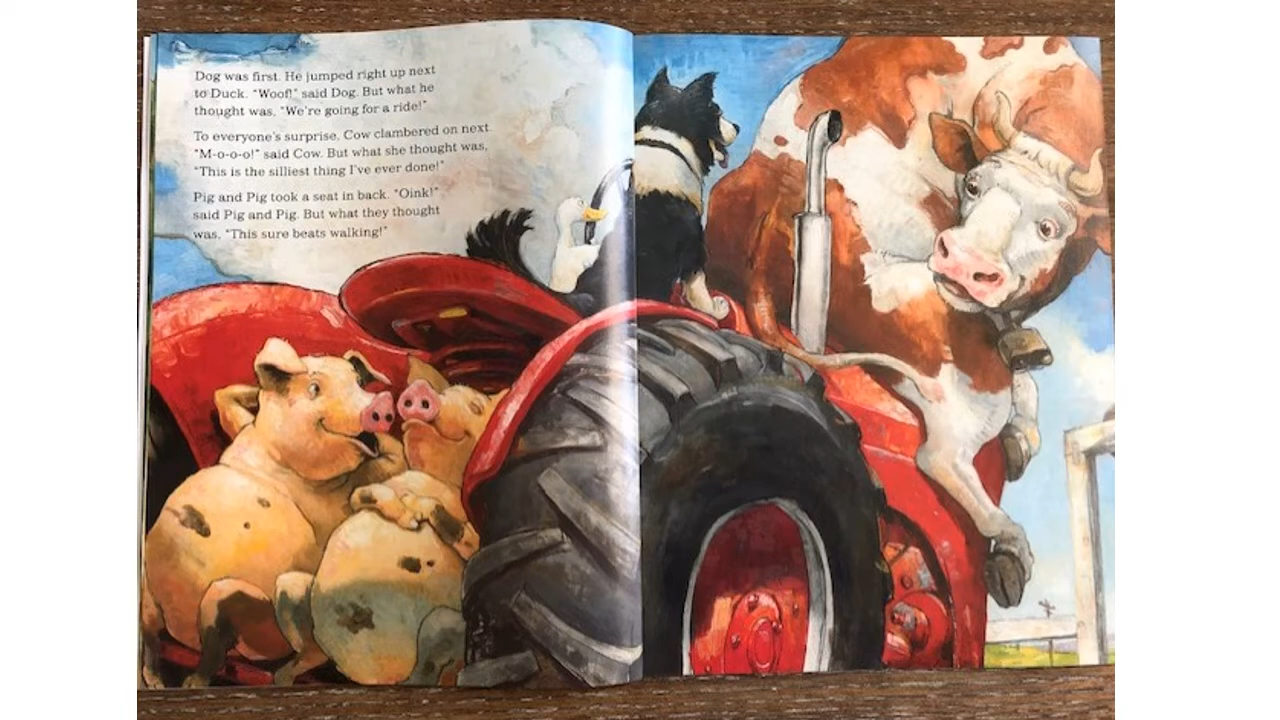 Dog was first. He jumped right up next
to Duck. "Woof!" said Dog. But what he
thought was, "We're going for a ride!"
To everyone's surprise, Cow clambered on next.
"M-o-o-o!" said Cow. But what she thought was,
"This is the silliest thing I've ever done!"
Pig and Pig took a seat in back. "Oink!"
said Pig and Pig. But what they thought
was, "This sure beats walking!"